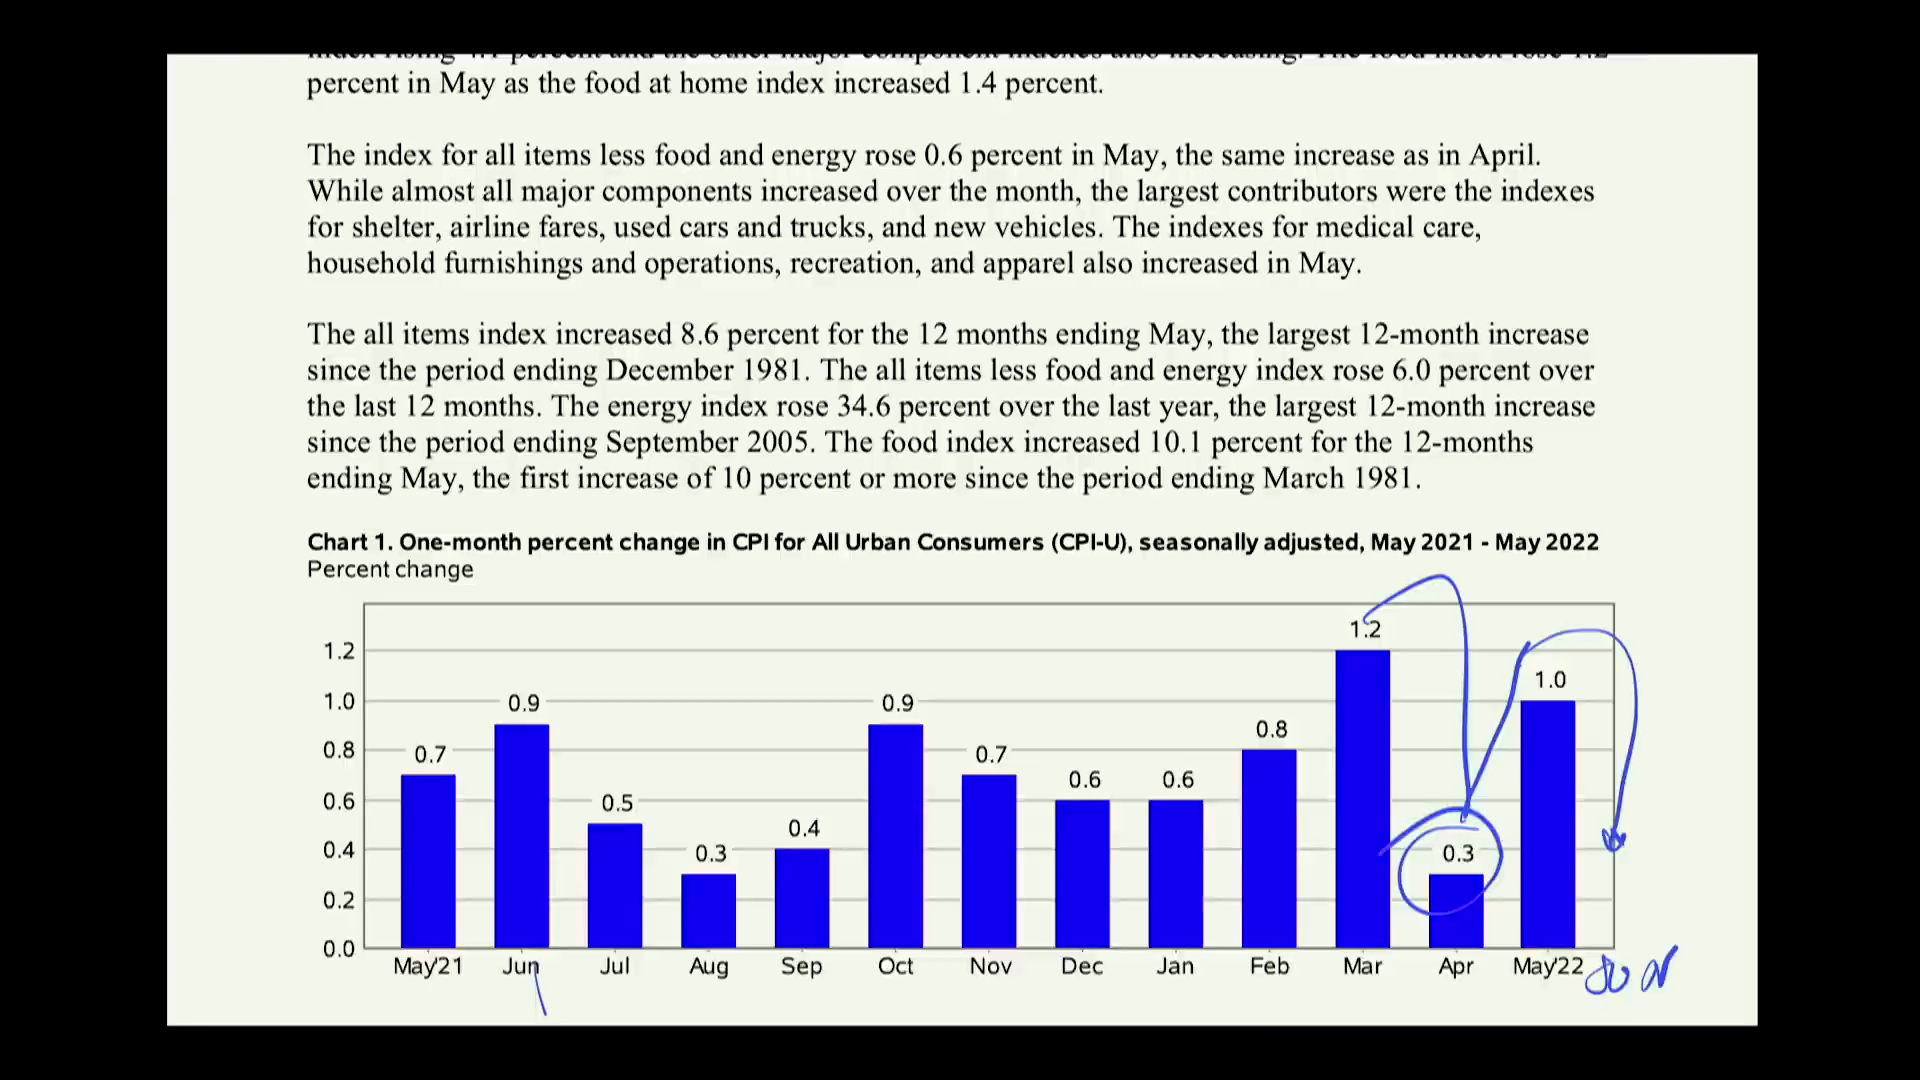 percent in May as the food at home index increased 1.4 percent.
The index for all items less food and energy rose 0.6 percent in May, the same increase as in April.
While almost all major components increased over the month, the largest contributors were the indexes
for shelter, airline fares, used cars and trucks, and new vehicles. The indexes for medical care,
household furnishings and operations, recreation, and apparel also increased in May.
The all items index increased 8.6 percent for the 12 months ending May, the largest 12-month increase
since the period ending December 1981. The all items less food and energy index rose 6.0 percent over
the last 12 months. The energy index rose 34.6 percent over the last year, the largest 12-month increase
since the period ending September 2005. The food index increased 10.1 percent for the 12-months
ending May, the first increase of 10 percent or more since the period ending March 1981.
Chart 1. One-month percent change in CPI for All Urban Consumers (CPI-U), seasonally adjusted, May 2021 - May 2022
Percent change
1.2
1.0
0.8
0.6
0.4
0.2
0.0
0.7
0.9
0.5
0.3
0.4
0.9
0.7
0.6
0.6
0.8
1.2
0.3
1.0
May'21 Jun Jul Aug Sep Oct Nov Dec Jan Feb Mar Apr May'22